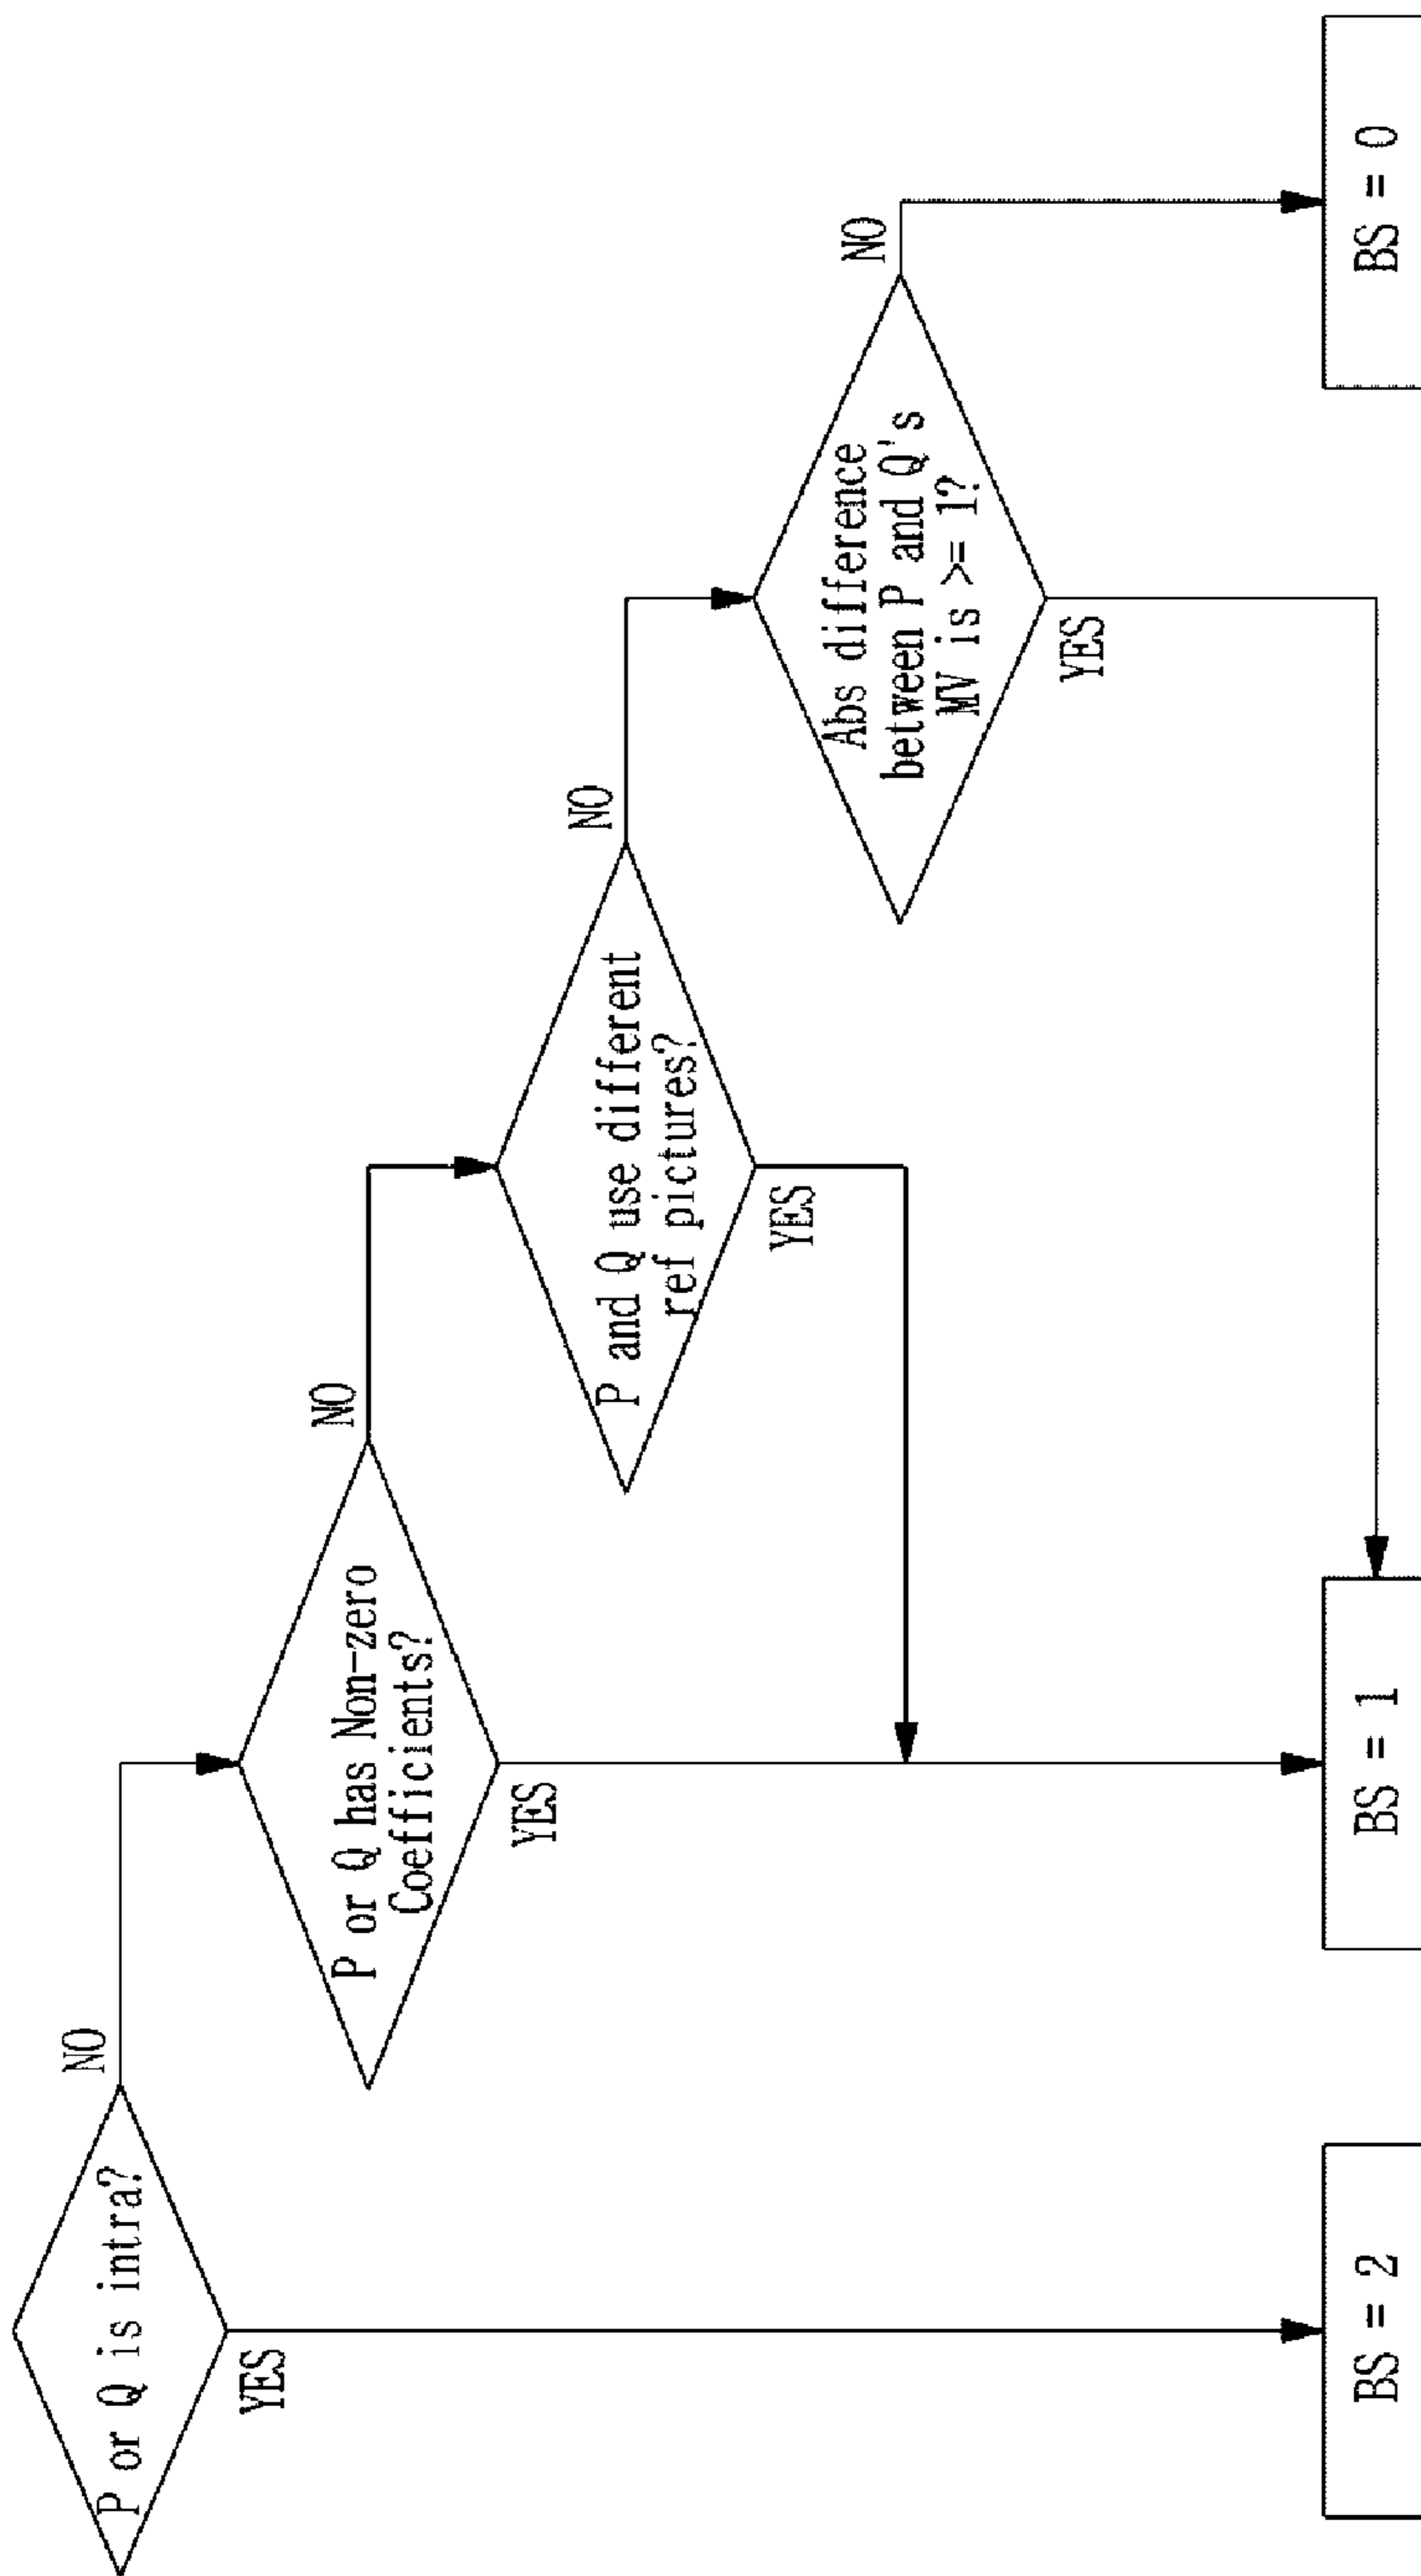 P or Q is intra?
NO
YES
P or Q has Non-zero
Coefficients?
NO
YES
P and Q use different
ref pictures?
NO
YES
Abs difference
between P and Q's
MV is >= 1?
NO
YES
BS = 2
BS = 1
BS = 0